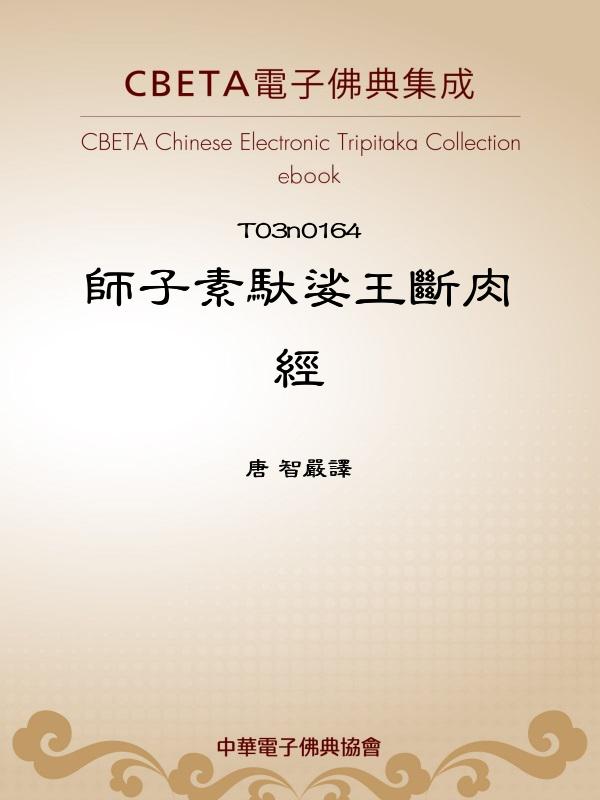 CBETA電子佛典集成
CBETA Chinese Electronic Tripitaka Collection
ebook
T03n0164
師子素馱娑王斷肉
經
唐 智嚴譯
中華電子佛典協會